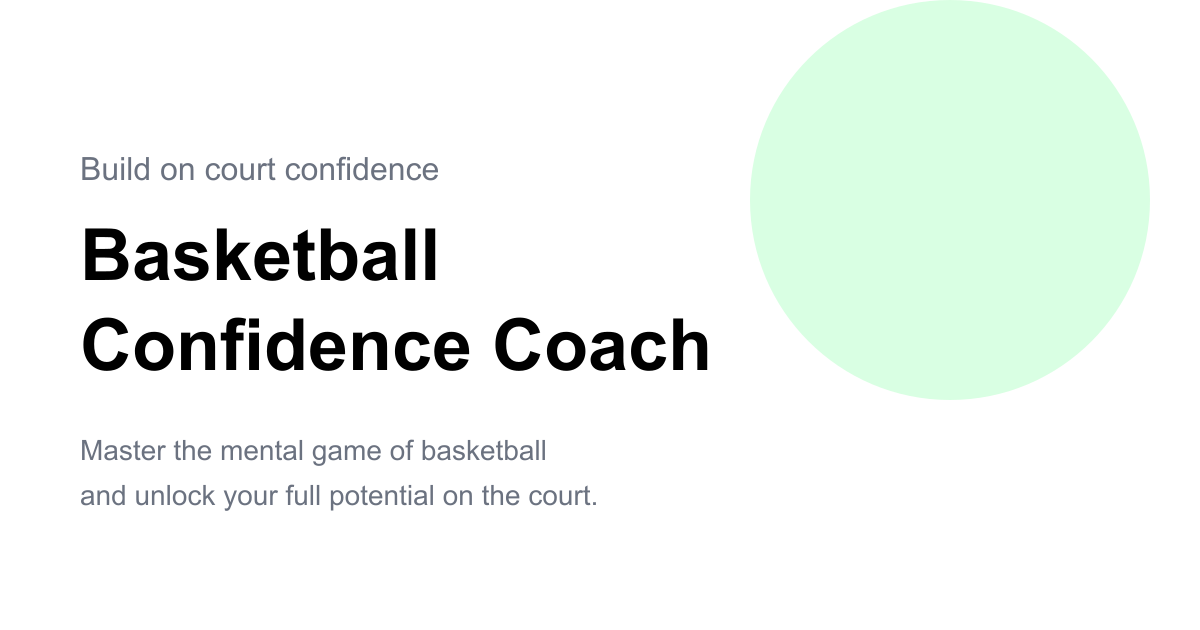 Build on court confidence
Basketball
Confidence Coach
Master the mental game of basketball
and unlock your full potential on the court.